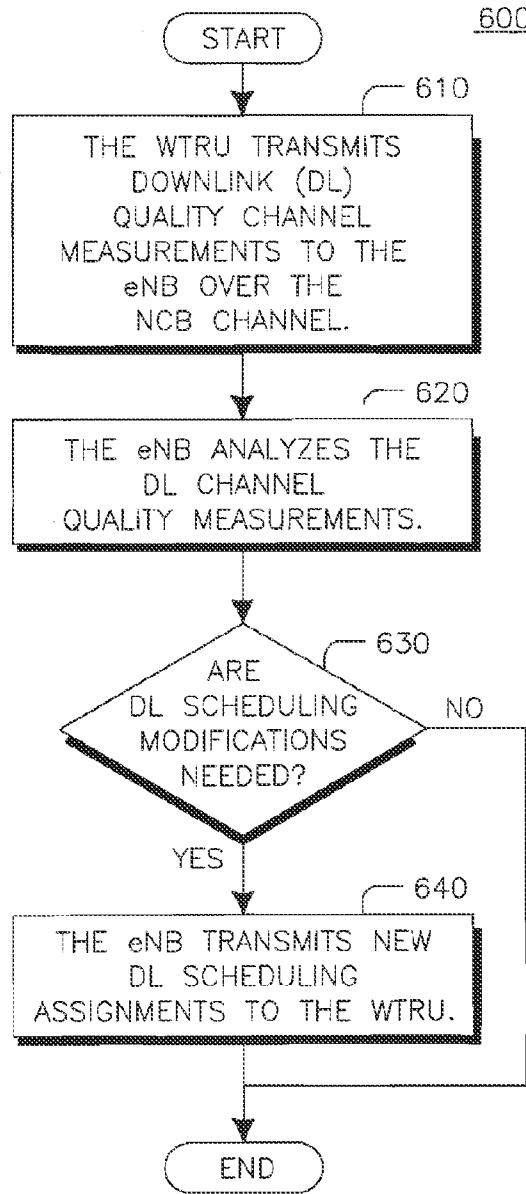 600
START
610
THE WTRU TRANSMITS
DOWNLINK (DL)
QUALITY CHANNEL
MEASUREMENTS TO THE
eNB OVER THE
NCB CHANNEL.
620
THE eNB ANALYZES THE
DL CHANNEL
QUALITY MEASUREMENTS.
630
ARE
DL SCHEDULING
MODIFICATIONS
NEEDED?
NO
YES
640
THE eNB TRANSMITS NEW
DL SCHEDULING
ASSIGNMENTS TO THE WTRU.
END